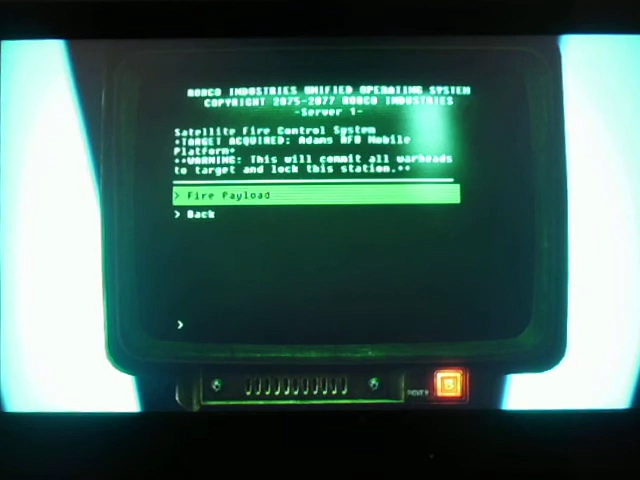 ROBCO INDUSTRIES UNIFIED OPERATING SYSTEM
COPYRIGHT 2075-2077 ROBCO INDUSTRIES
-Server 1-
Satellite Fire Control System
*TARGET ACQUIRED: Adams AFB Mobile
Platform*
**WARNING: This will commit all warheads
to target and lock this station.**
> Fire Payload
> Back
>
POWER